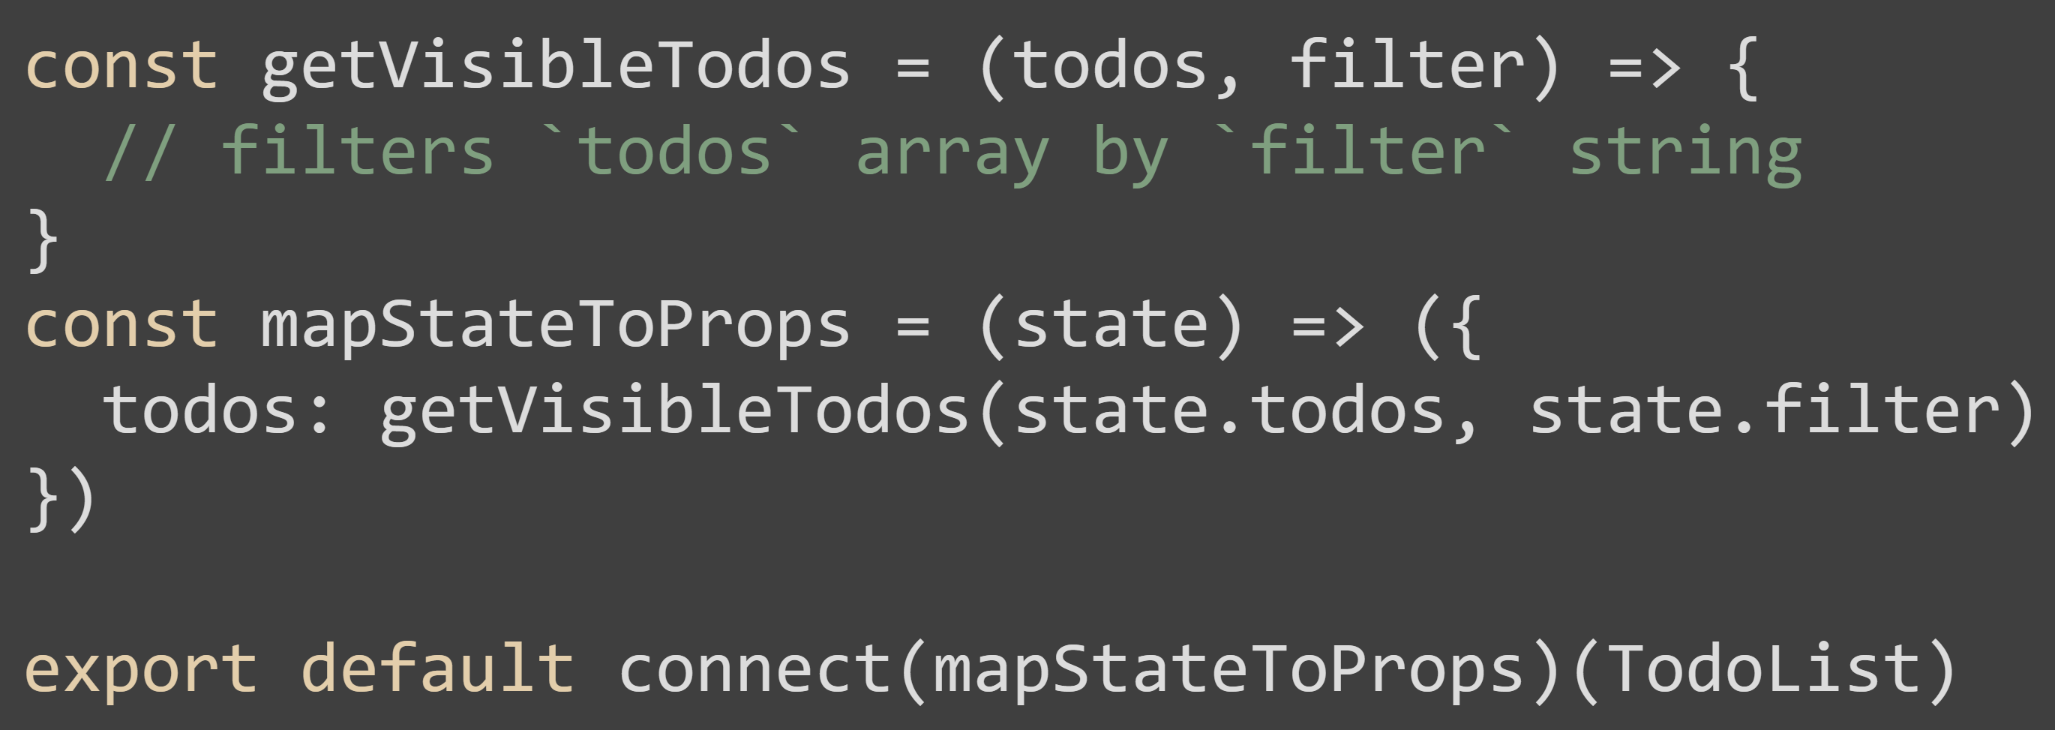 const getVisibleTodos = (todos, filter) => {
  // filters `todos` array by `filter` string
}
const mapStateToProps = (state) => ({
  todos: getVisibleTodos(state.todos, state.filter)
})

export default connect(mapStateToProps)(TodoList)